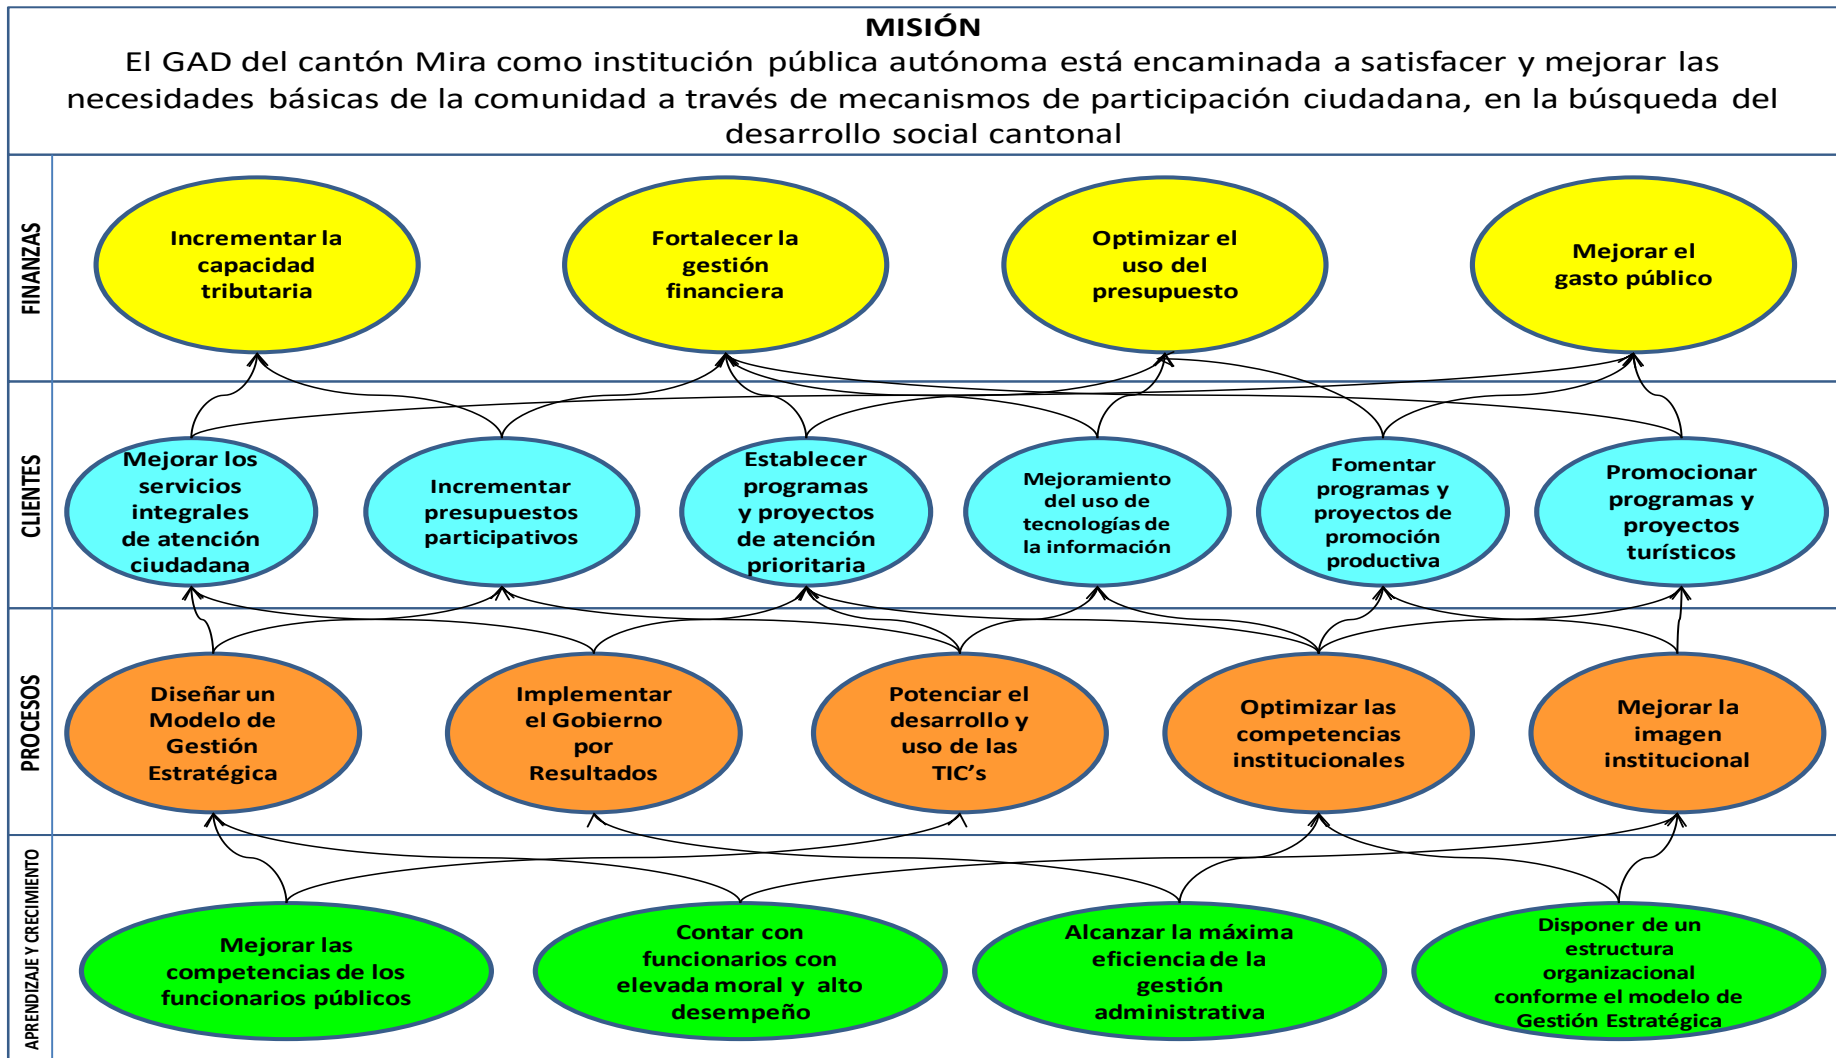 MISIÓN
El GAD del cantón Mira como institución pública autónoma está encaminada a satisfacer y mejorar las
necesidades básicas de la comunidad a través de mecanismos de participación ciudadana, en la búsqueda del
desarrollo social cantonal
FINANZAS
Incrementar la
capacidad
tributaria
Fortalecer la
gestión
financiera
Optimizar el
uso del
presupuesto
Mejorar el
gasto público
CLIENTES
Mejorar los
servicios
integrales
de atención
ciudadana
Incrementar
presupuestos
participativos
Establecer
programas
y proyectos
de atención
prioritaria
Mejoramiento
del uso de
tecnologías de
la información
Fomentar
programas y
proyectos de
promoción
productiva
Promocionar
programas y
proyectos
turísticos
PROCESOS
Diseñar un
Modelo de
Gestión
Estratégica
Implementar
el Gobierno
por
Resultados
Potenciar el
desarrollo y
uso de las
TIC's
Optimizar las
competencias
institucionales
Mejorar la
imagen
institucional
APRENDIZAJE Y CRECIMIENTO
Mejorar las
competencias de los
funcionarios públicos
Contar con
funcionarios con
elevada moral y alto
desempeño
Alcanzar la máxima
eficiencia de la
gestión
administrativa
Disponer de un
estructura
organizacional
conforme el modelo de
Gestión Estratégica